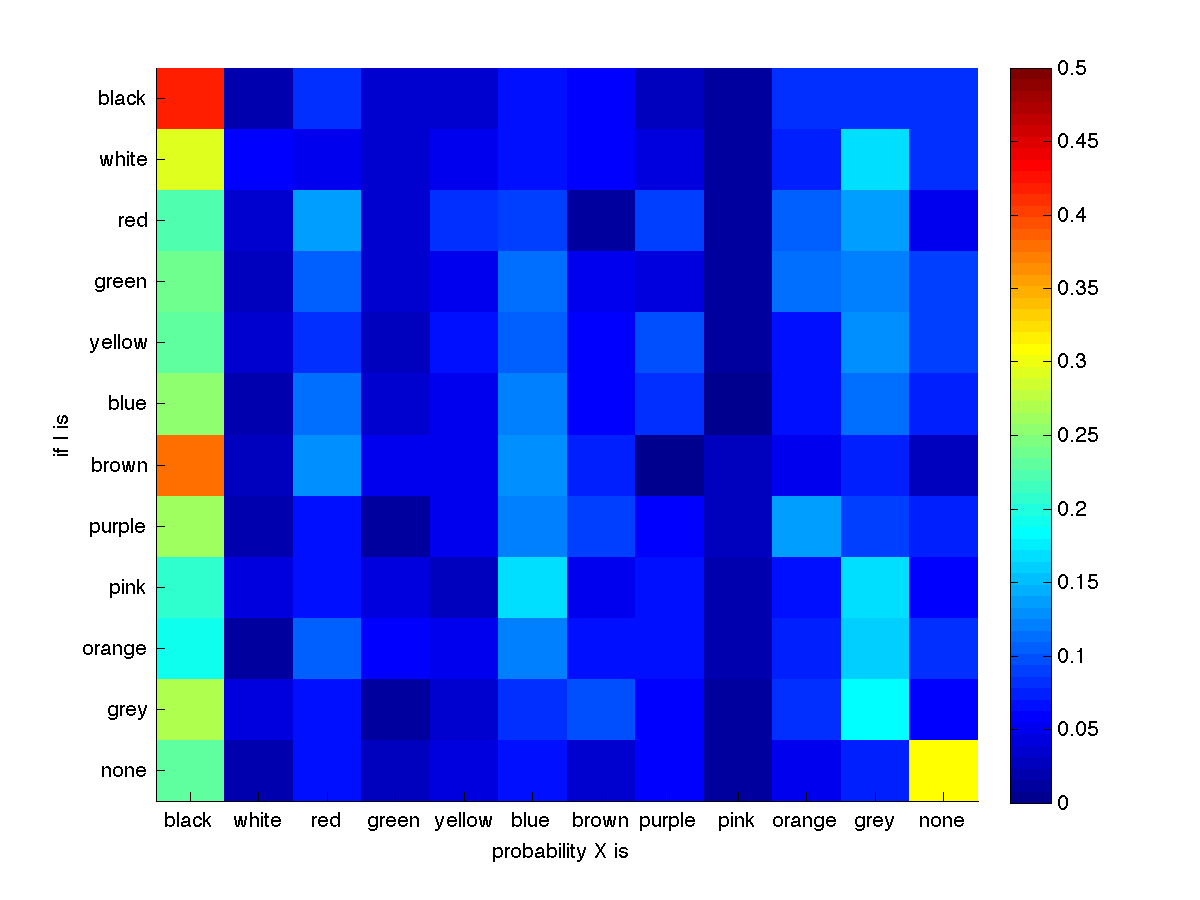 black
white
red
green
yellow
blue
brown
purple
pink
orange
grey
none
if I is
black white red green yellow blue brown purple pink orange grey none
probability X is
0.5
0.45
0.4
0.35
0.3
0.25
0.2
0.15
0.1
0.05
0